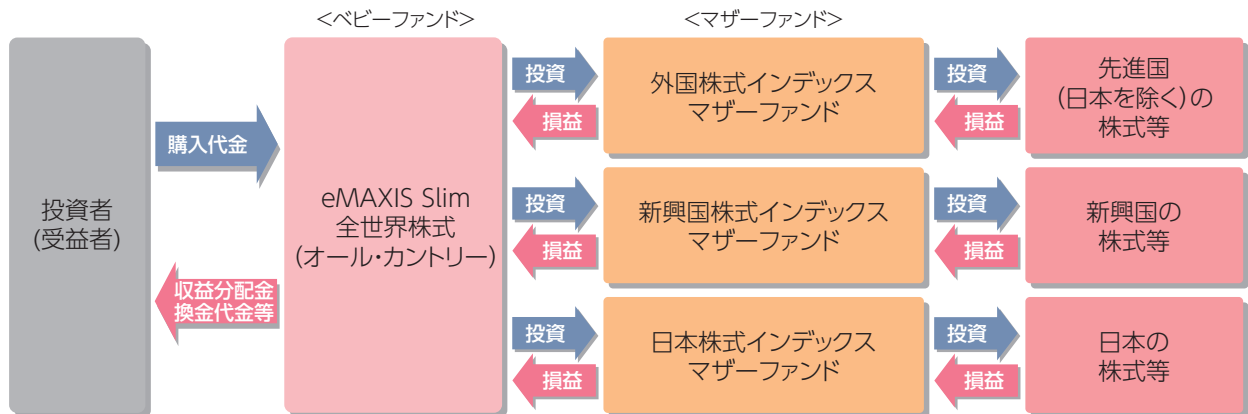 <ベビーファンド>
<マザーファンド>
投資者
(受益者)
購入代金
収益分配金
換金代金等
eMAXIS Slim
全世界株式
(オール・カントリー)
投資
損益
外国株式インデックス
マザーファンド
投資
損益
先進国
(日本を除く)の
株式等
投資
損益
新興国株式インデックス
マザーファンド
投資
損益
新興国の
株式等
投資
損益
日本株式インデックス
マザーファンド
投資
損益
日本の
株式等